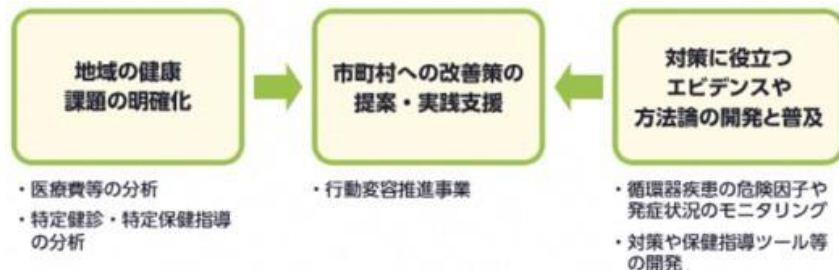 地域の健康
課題の明確化
・医療費等の分析
・特定健診・特定保健指導
の分析
市町村への改善策の
提案・実践支援
・行動変容推進事業
対策に役立つ
エビデンスや
方法論の開発と普及
・循環器疾患の危険因子や
発症状況のモニタリング
・対策や保健指導ツール等
の開発